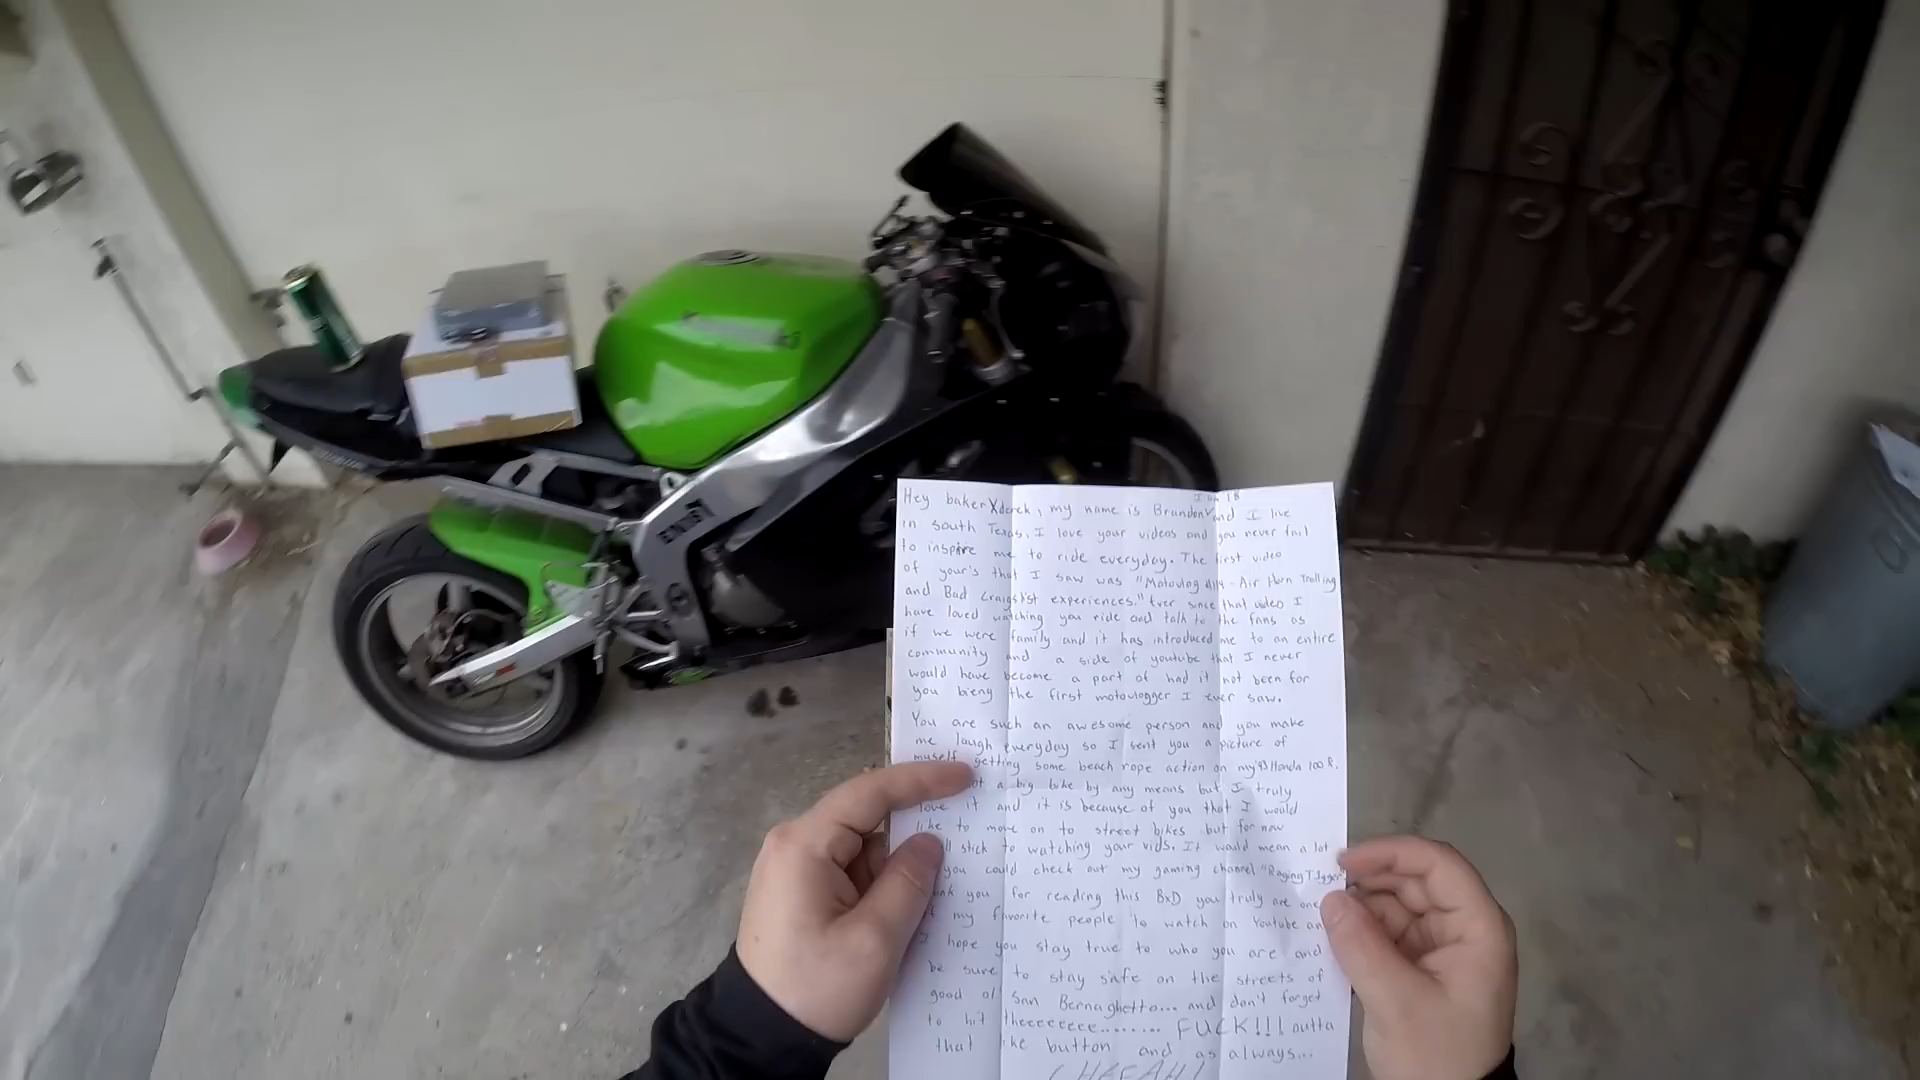 I am 18
Hey bakerXderek, my name is Brandon and I live
in south Texas. I love your videos and you never fail
to inspire me to ride everyday. The first video
of your's that I saw was "Motovlog - Air Horn Trolling
and Bad Craigslist experiences." Ever since that video I
have loved watching you ride and talk to the fans as
if we were family and it has introduced me to an entire
community and a side of youtube that I never
would have become a part of had it not been for
you bieng the first motovlogger I ever saw.
You are such an awesome person and you make
me laugh everyday so I sent you a picture of
myself getting some beach rope action on my '93 Honda 100R.
a big bike by any means but I truly
love it and it is because of you that I would
like to move on to street bikes but for now
stick to watching your vids. It would mean a lot
you could check out my gaming channel "RagingTJgger"
you for reading this BxD you truly are one
of my favorite people to watch on Youtube and
I hope you stay true to who you are and
be sure to stay safe on the streets of
good ol' San Bernaghetto... and don't forget
to hit theeeeeeee........ FUCK!!! outta
that like button and as always...